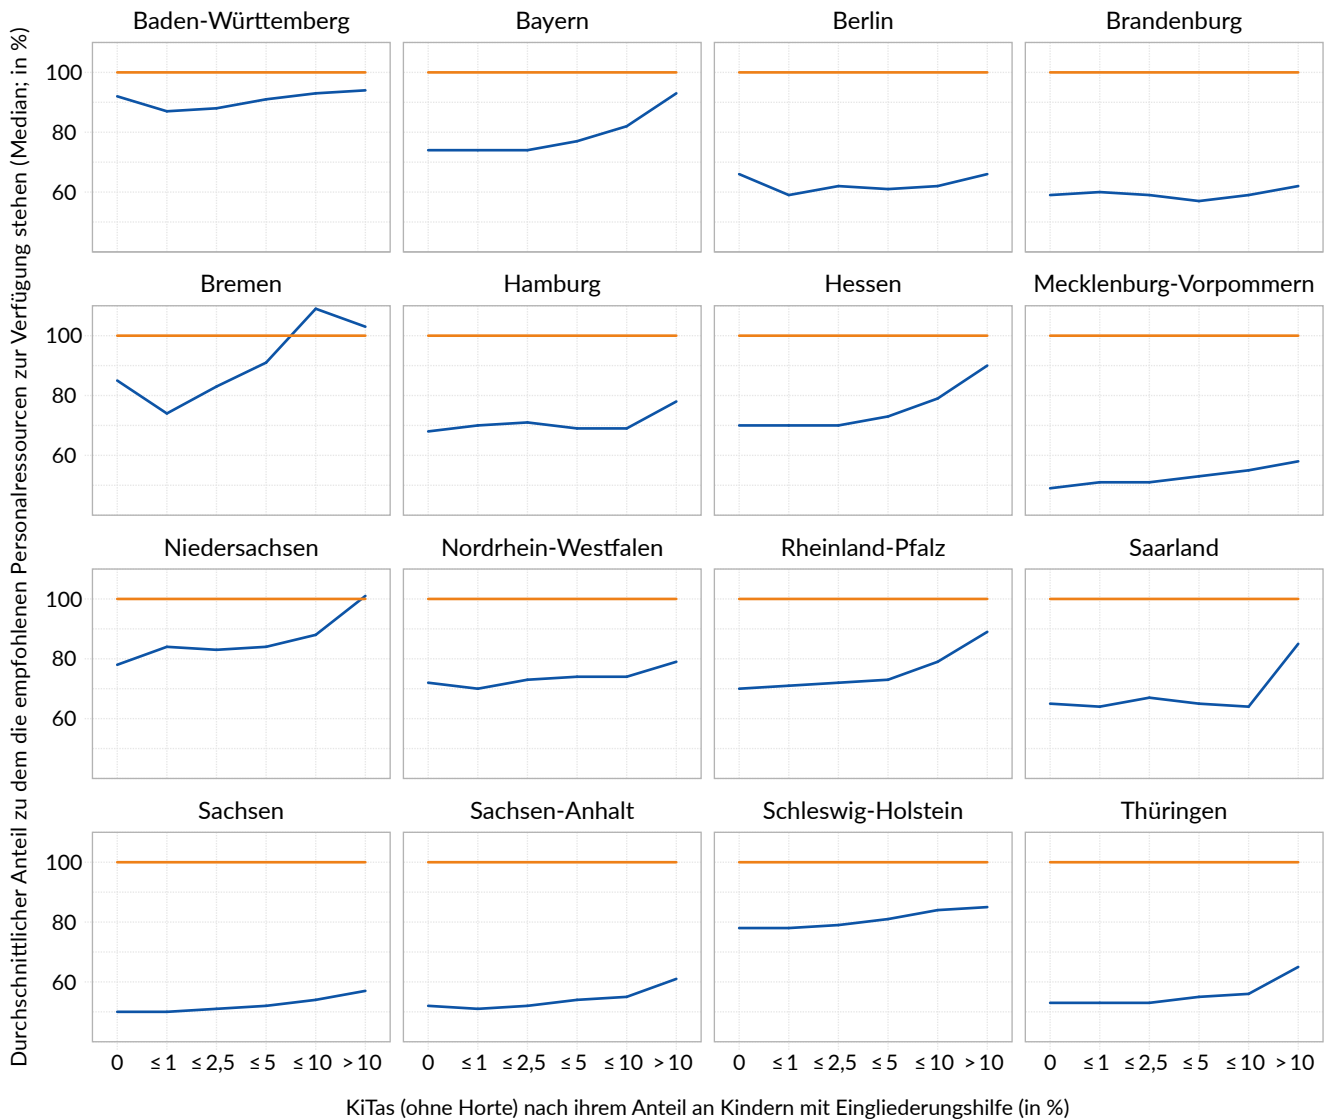 Durchschnittlicher Anteil zu dem die empfohlenen Personalressourcen zur Verfügung stehen (Median; in %)
Baden-Württemberg Bayern Berlin Brandenburg
100
80
60
Bremen Hamburg Hessen Mecklenburg-Vorpommern
100
80
60
Niedersachsen Nordrhein-Westfalen Rheinland-Pfalz Saarland
100
80
60
Sachsen Sachsen-Anhalt Schleswig-Holstein Thüringen
100
80
60
0 ≤ 1 ≤ 2,5 ≤ 5 ≤ 10 > 10 0 ≤ 1 ≤ 2,5 ≤ 5 ≤ 10 > 10 0 ≤ 1 ≤ 2,5 ≤ 5 ≤ 10 > 10 0 ≤ 1 ≤ 2,5 ≤ 5 ≤ 10 > 10
KiTas (ohne Horte) nach ihrem Anteil an Kindern mit Eingliederungshilfe (in %)